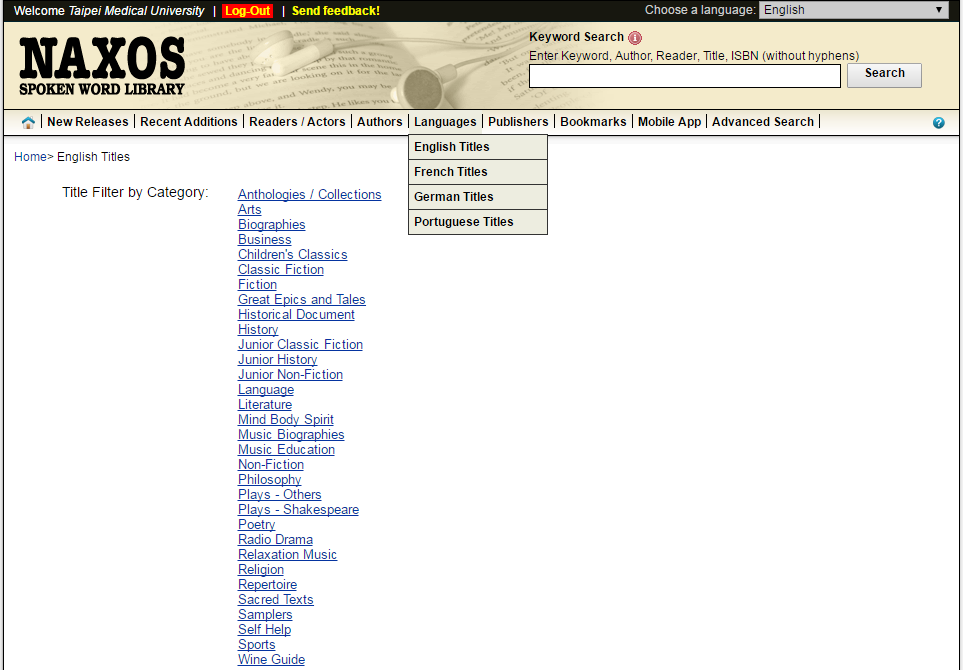 Welcome Taipei Medical University | Log-Out | Send feedback!
Choose a language: English
NAXOS
SPOKEN WORD LIBRARY
Keyword Search
Enter Keyword, Author, Reader, Title, ISBN (without hyphens)
Search
New Releases | Recent Additions | Readers / Actors | Authors | Languages | Publishers | Bookmarks | Mobile App | Advanced Search |
English Titles
French Titles
German Titles
Portuguese Titles
Home> English Titles
Title Filter by Category:
Anthologies / Collections
Arts
Biographies
Business
Children's Classics
Classic Fiction
Fiction
Great Epics and Tales
Historical Document
History
Junior Classic Fiction
Junior History
Junior Non-Fiction
Language
Literature
Mind Body Spirit
Music Biographies
Music Education
Non-Fiction
Philosophy
Plays - Others
Plays - Shakespeare
Poetry
Radio Drama
Relaxation Music
Religion
Repertoire
Sacred Texts
Samplers
Self Help
Sports
Wine Guide